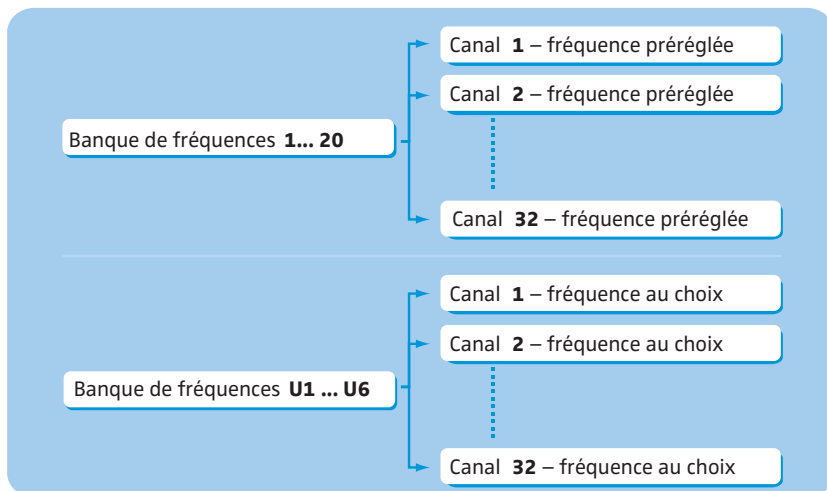 Canal 1 – fréquence préréglée
Canal 2 – fréquence préréglée
Banque de fréquences 1... 20
Canal 32 – fréquence préréglée
Canal 1 – fréquence au choix
Canal 2 – fréquence au choix
Banque de fréquences U1 ... U6
Canal 32 – fréquence au choix